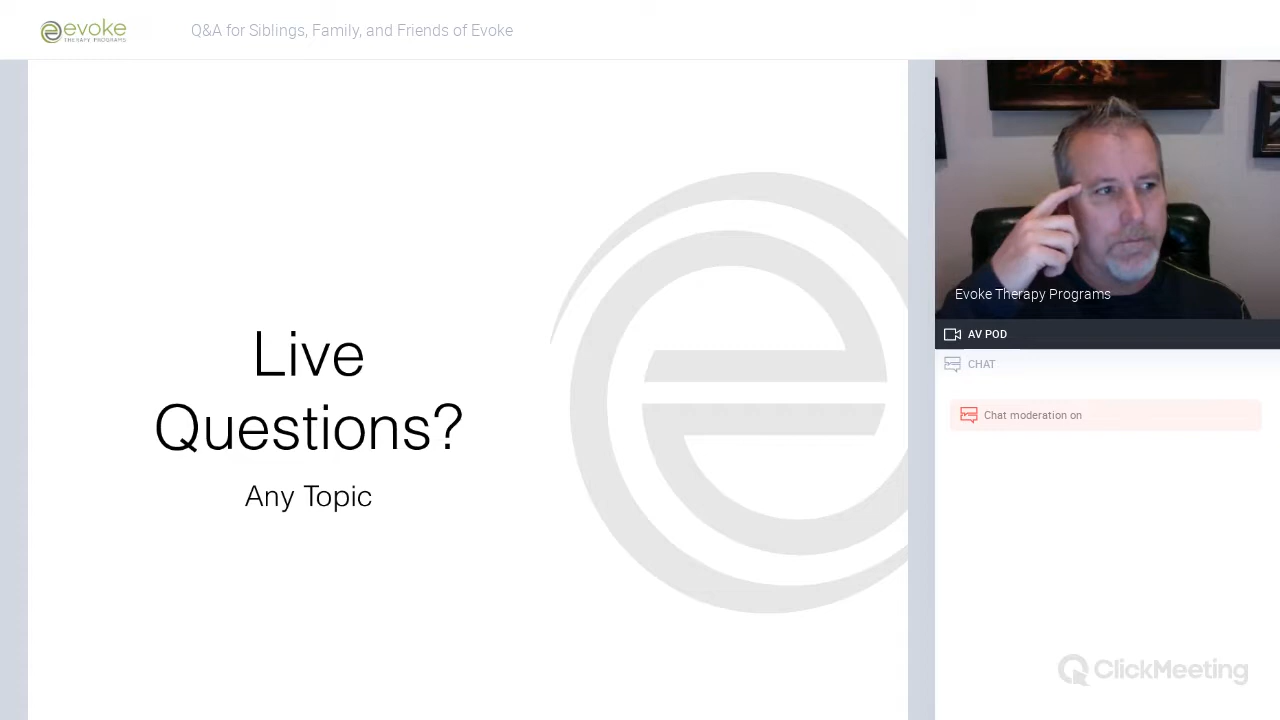 evoke
THERAPY PROGRAMS
Q&A for Siblings, Family, and Friends of Evoke
Live
Questions?
Any Topic
Evoke Therapy Programs
AV POD
CHAT
Chat moderation on
ClickMeeting